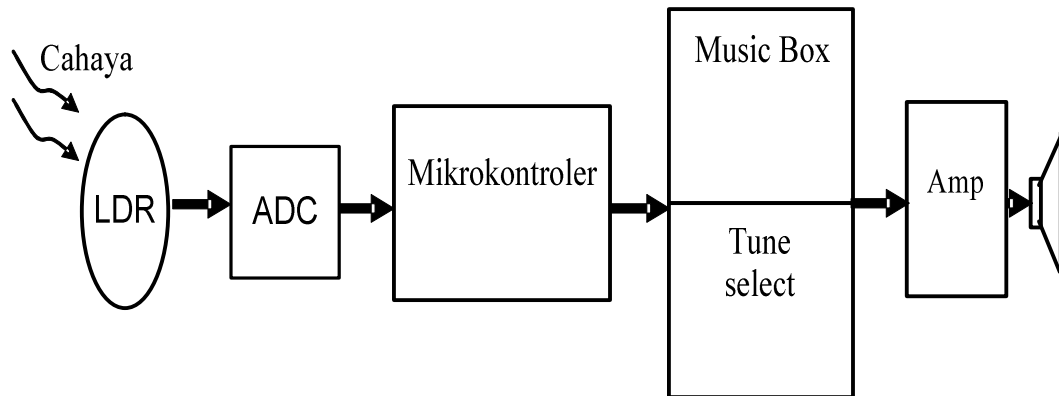 Cahaya
LDR
ADC
Mikrokontroler
Music Box
Tune
select
Amp